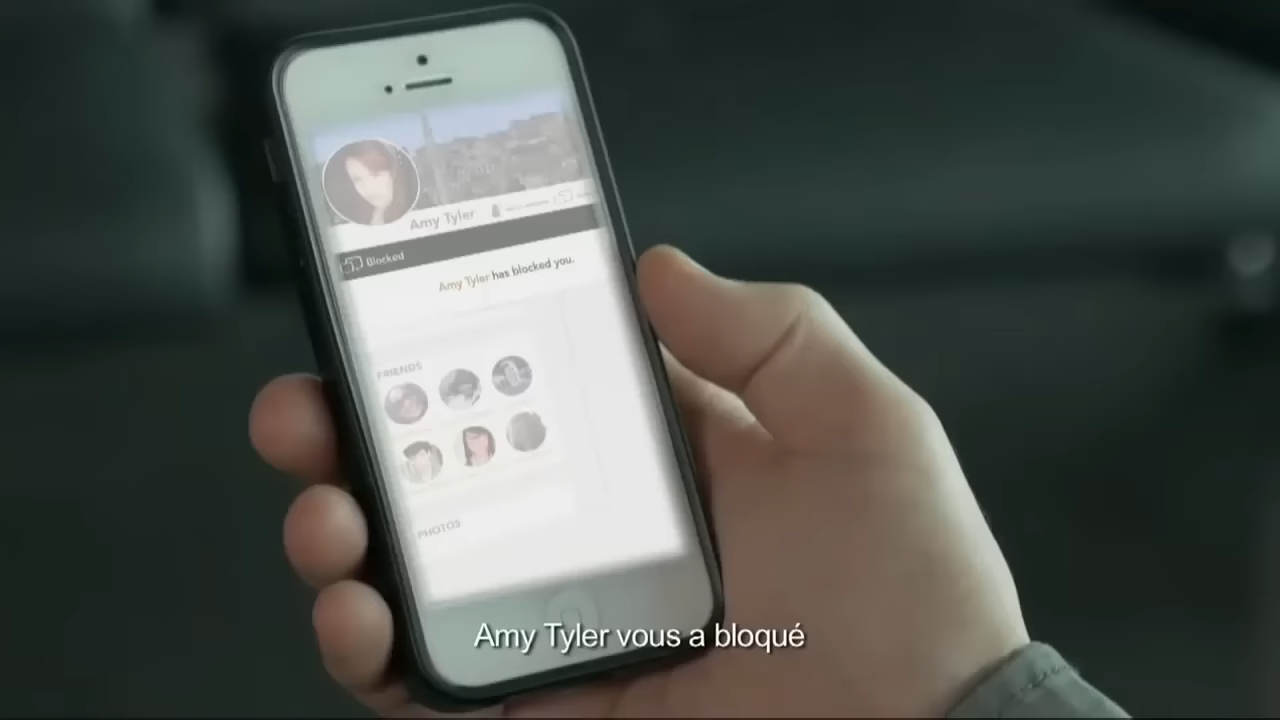 Amy Tyler
Blocked
Amy Tyler has blocked you.
FRIENDS
PHOTOS
Amy Tyler vous a bloqué